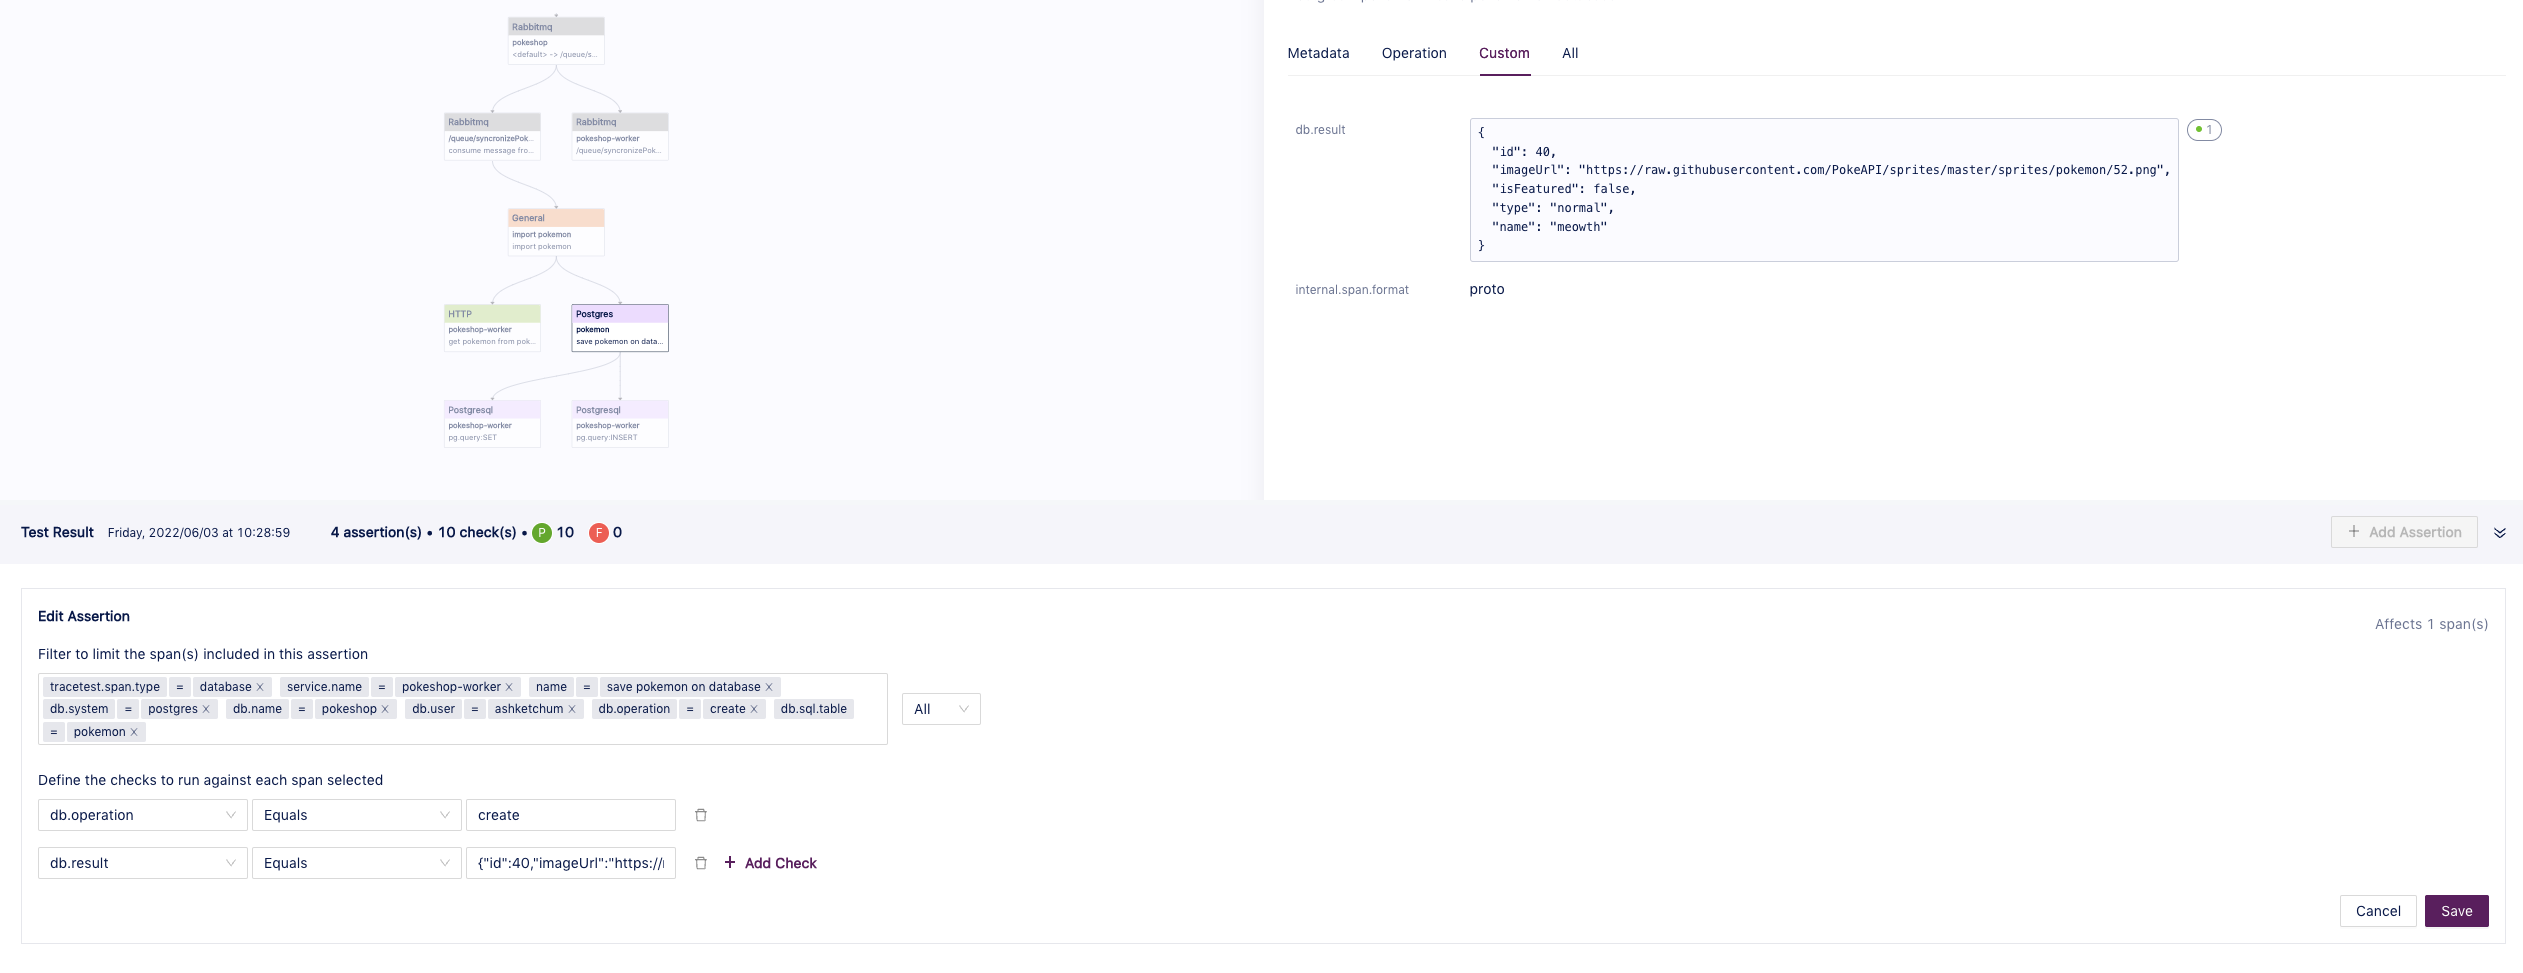 Rabbitmq
pokeshop
<default> -> /queue/s...
Rabbitmq
/queue/syncronizePok...
consume message fro...
Rabbitmq
pokeshop-worker
/queue/syncronizePok...
General
import pokemon
import pokemon
HTTP
pokeshop-worker
get pokemon from pok...
Postgres
pokemon
save pokemon on data...
Postgresql
pokeshop-worker
pg.query:SET
Postgresql
pokeshop-worker
pg.query:INSERT
Metadata Operation Custom All
db.result
{
"id": 40,
"imageUrl": "https://raw.githubusercontent.com/PokeAPI/sprites/master/sprites/pokemon/52.png",
"isFeatured": false,
"type": "normal",
"name": "meowth"
}
1
internal.span.format proto
Test Result Friday, 2022/06/03 at 10:28:59 4 assertion(s) • 10 check(s) • P 10 F 0
+ Add Assertion
Edit Assertion
Affects 1 span(s)
Filter to limit the span(s) included in this assertion
tracetest.span.type = database × service.name = pokeshop-worker × name = save pokemon on database ×
db.system = postgres × db.name = pokeshop × db.user = ashketchum × db.operation = create × db.sql.table
= pokemon ×
All
Define the checks to run against each span selected
db.operation Equals create
db.result Equals {"id":40,"imageUrl":"https://
+ Add Check
Cancel Save